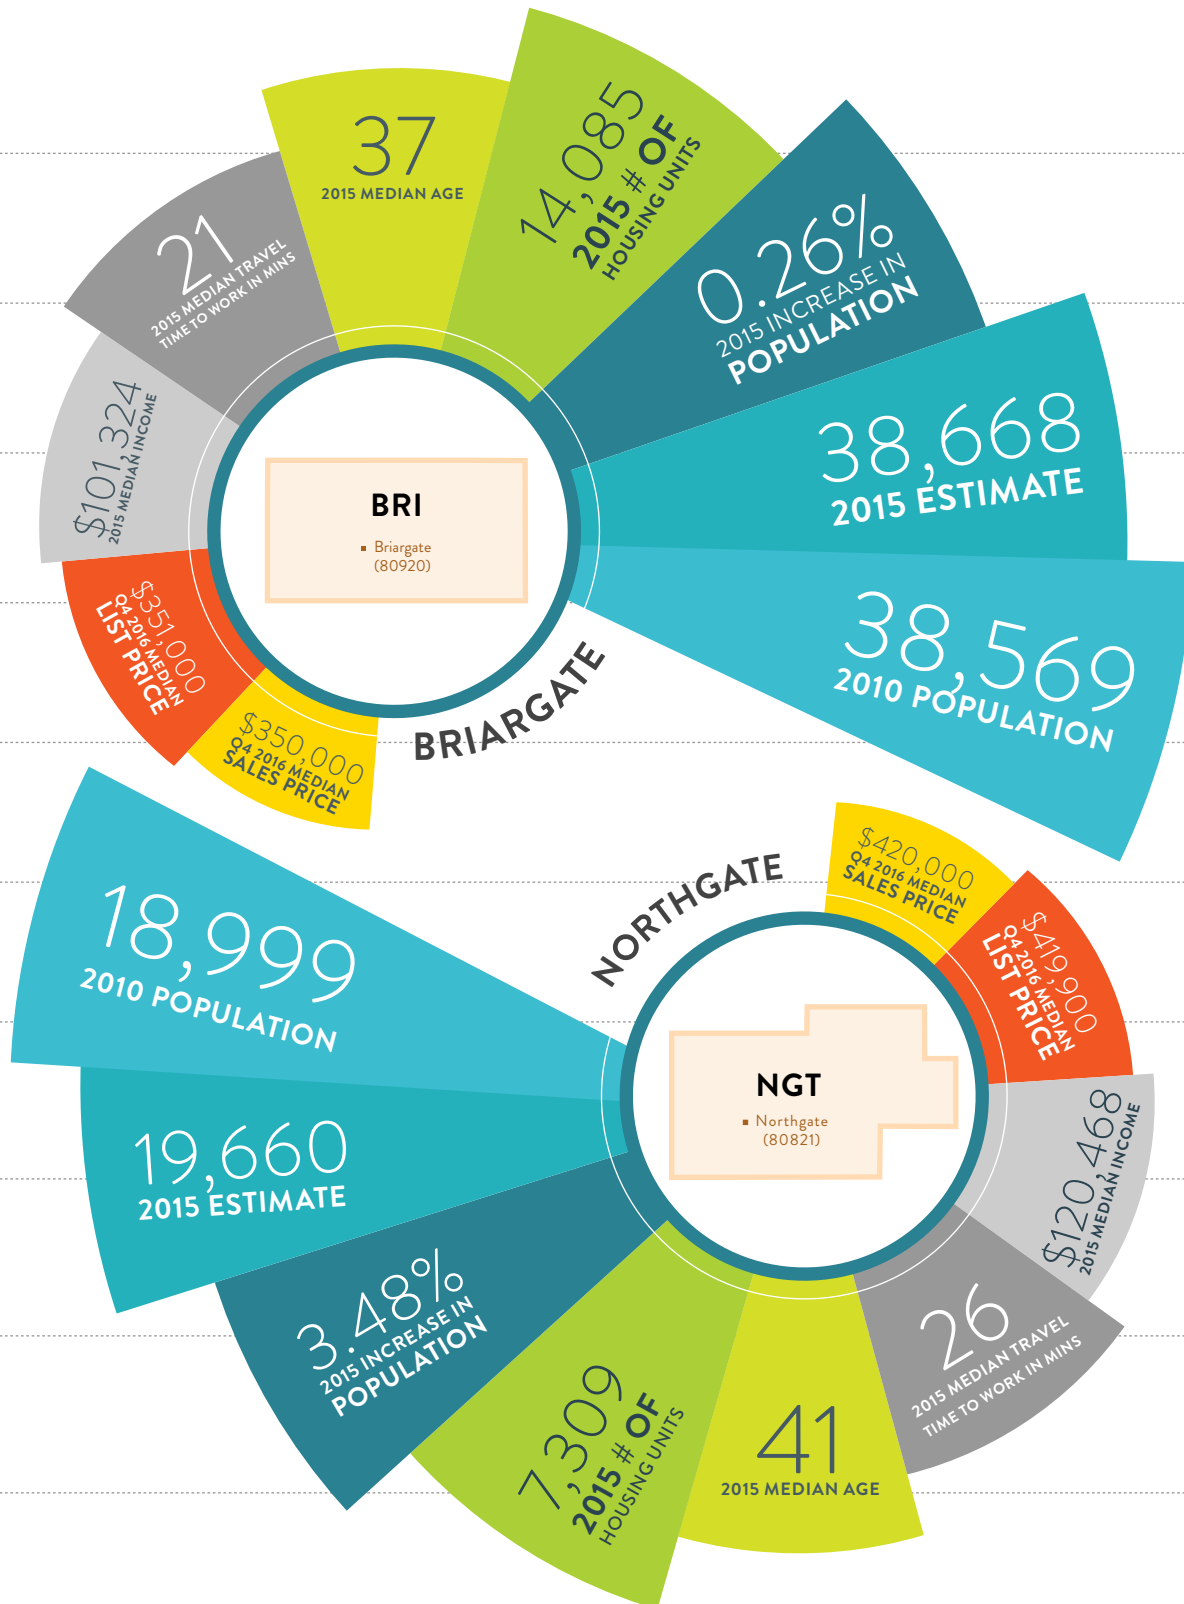 37
2015 MEDIAN AGE
14,085
2015 # OF
HOUSING UNITS
0.26%
2015 INCREASE IN
POPULATION
38,668
2015 ESTIMATE
38,569
2010 POPULATION
21
2015 MEDIAN TRAVEL
TIME TO WORK IN MINS
$101,324
2015 MEDIAN INCOME
$351,000
Q4 2016 MEDIAN
LIST PRICE
$350,000
Q4 2016 MEDIAN
SALES PRICE
BRI
▪ Briargate
(80920)
BRIARGATE
NORTHGATE
18,999
2010 POPULATION
19,660
2015 ESTIMATE
3.48%
2015 INCREASE IN
POPULATION
7,309
2015 # OF
HOUSING UNITS
41
2015 MEDIAN AGE
26
2015 MEDIAN TRAVEL
TIME TO WORK IN MINS
$120,468
2015 MEDIAN INCOME
$419,900
Q4 2016 MEDIAN
LIST PRICE
$420,000
Q4 2016 MEDIAN
SALES PRICE
NGT
▪ Northgate
(80821)